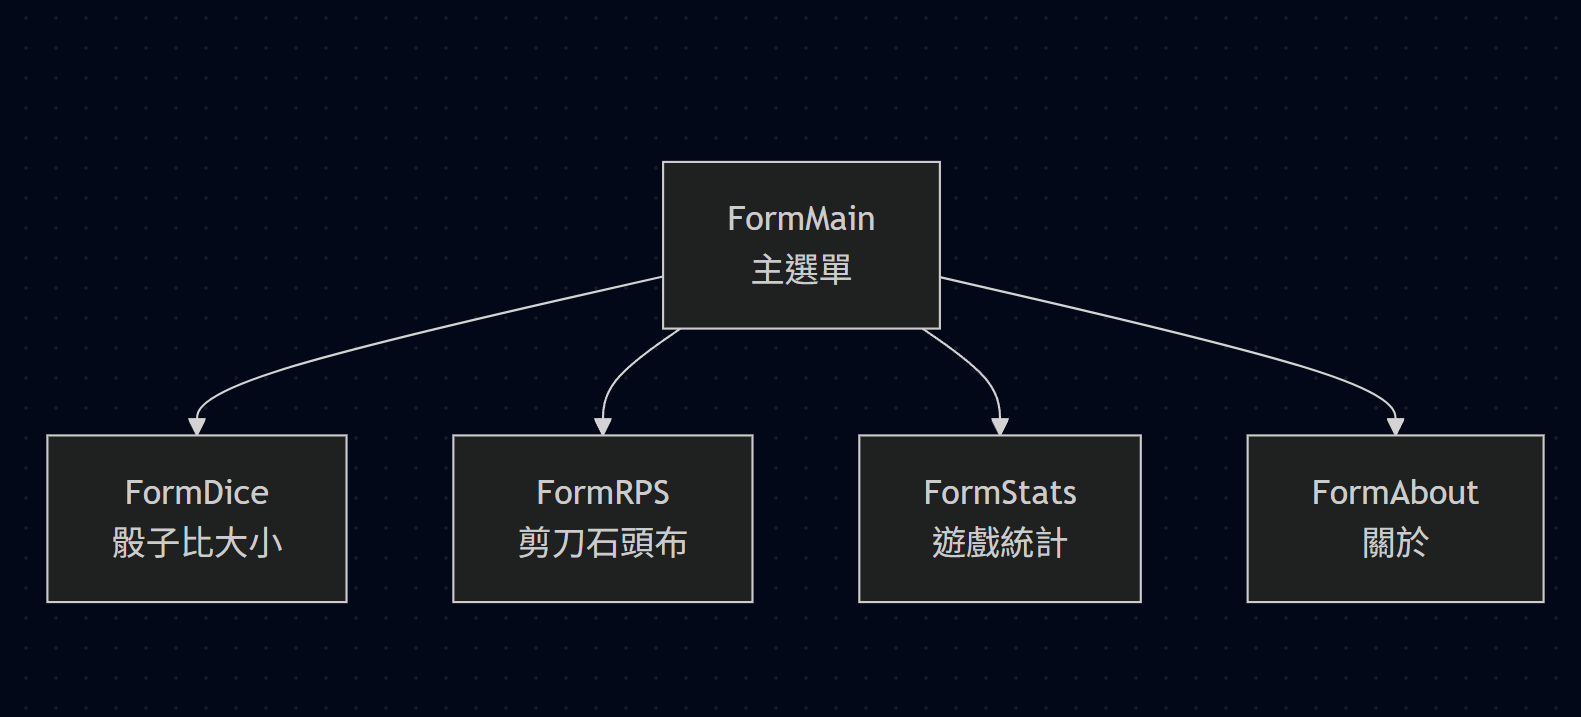 FormMain
主選單
FormDice
骰子比大小
FormRPS
剪刀石頭布
FormStats
遊戲統計
FormAbout
關於